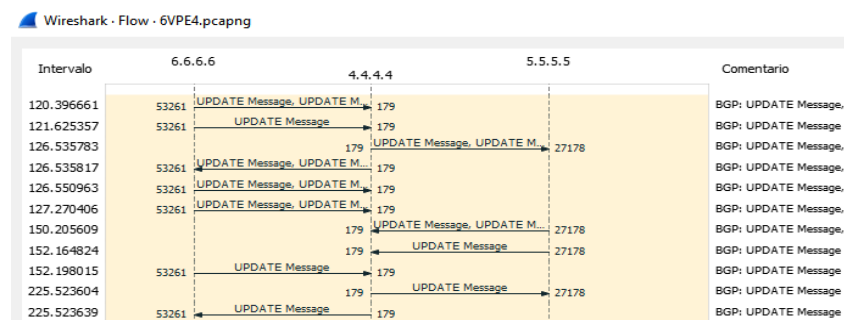 Wireshark · Flow · 6VPE4.pcapng
Intervalo 6.6.6.6 4.4.4.4 5.5.5.5 Comentario
120.396661 53261 UPDATE Message, UPDATE M... 179 BGP: UPDATE Message,
121.625357 53261 UPDATE Message 179 BGP: UPDATE Message
126.535783 179 UPDATE Message, UPDATE M... 27178 BGP: UPDATE Message,
126.535817 53261 UPDATE Message, UPDATE M... 179 BGP: UPDATE Message,
126.550963 53261 UPDATE Message, UPDATE M... 179 BGP: UPDATE Message,
127.270406 53261 UPDATE Message, UPDATE M... 179 BGP: UPDATE Message,
150.205609 179 UPDATE Message, UPDATE M... 27178 BGP: UPDATE Message,
152.164824 179 UPDATE Message 27178 BGP: UPDATE Message
152.198015 53261 UPDATE Message 179 BGP: UPDATE Message
225.523604 179 UPDATE Message 27178 BGP: UPDATE Message
225.523639 53261 UPDATE Message 179 BGP: UPDATE Message